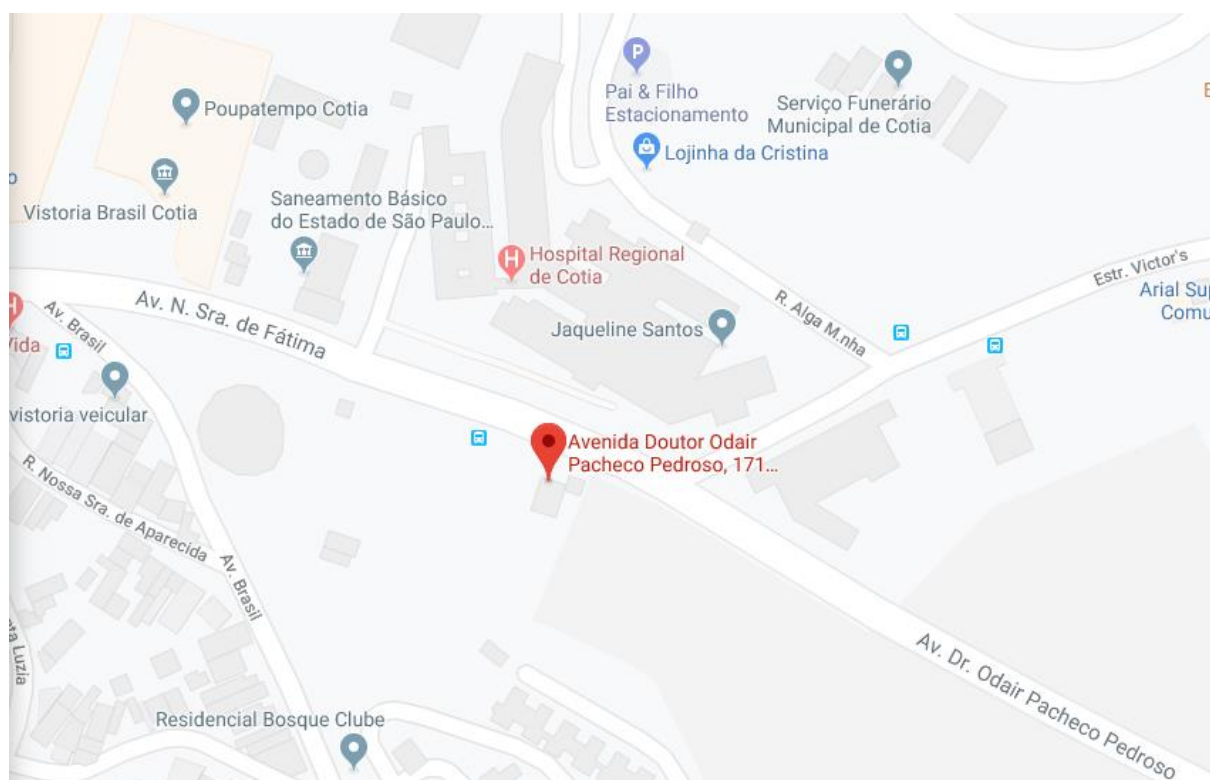 Pai & Filho
Estacionamento
Serviço Funerário
Municipal de Cotia
Poupatempo Cotia
Lojinha da Cristina
Vistoria Brasil Cotia
Saneamento Básico
do Estado de São Paulo...
Hospital Regional
de Cotia
Estr. Victor's
Arial Su
Comu
R. Alga M.nha
Av. N. Sra. de Fátima
Av. Brasil
Vida
Jaqueline Santos
vistoria veicular
Avenida Doutor Odair
Pacheco Pedroso, 171...
R. Nossa Sra. de Aparecida
Av. Brasil
ta Luzia
Av. Dr. Odair Pacheco Pedroso
Residencial Bosque Clube